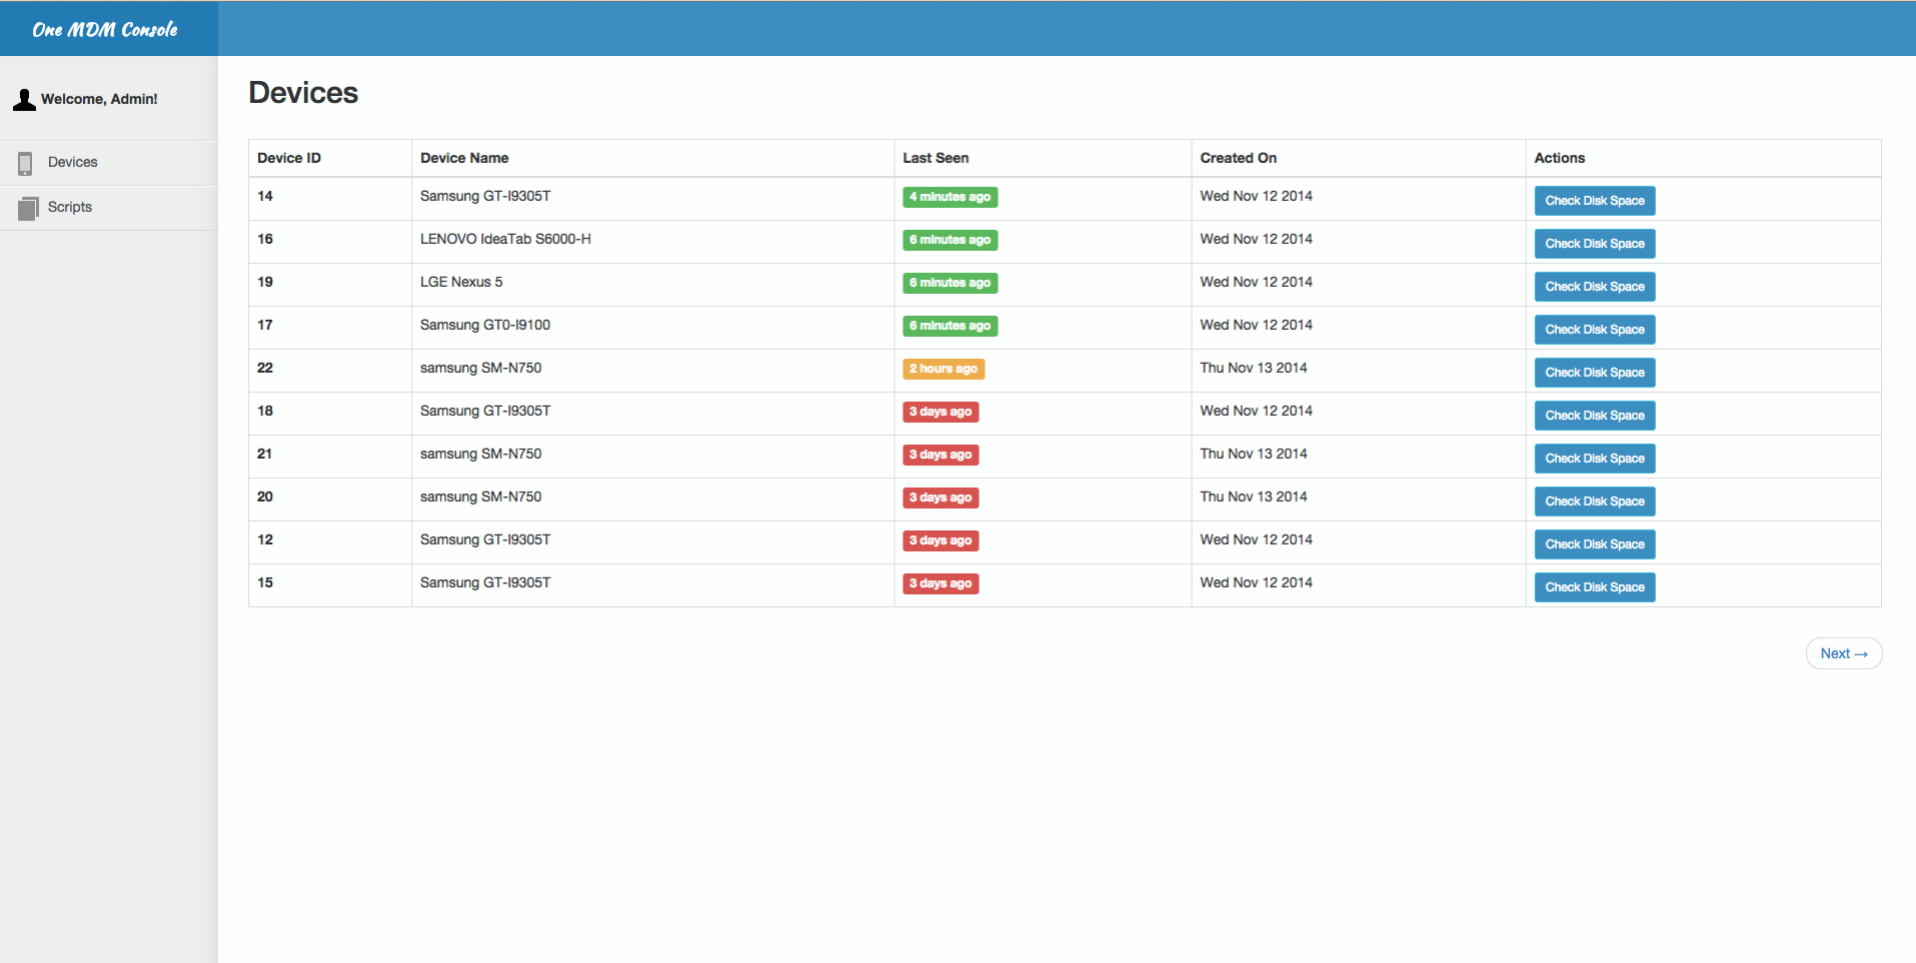 One MDM Console
Welcome, Admin!
Devices
Scripts
Devices
Device ID Device Name Last Seen Created On Actions
14 Samsung GT-I9305T 4 minutes ago Wed Nov 12 2014 Check Disk Space
16 LENOVO IdeaTab S6000-H 6 minutes ago Wed Nov 12 2014 Check Disk Space
19 LGE Nexus 5 6 minutes ago Wed Nov 12 2014 Check Disk Space
17 Samsung GT0-I9100 6 minutes ago Wed Nov 12 2014 Check Disk Space
22 samsung SM-N750 2 hours ago Thu Nov 13 2014 Check Disk Space
18 Samsung GT-I9305T 3 days ago Wed Nov 12 2014 Check Disk Space
21 samsung SM-N750 3 days ago Thu Nov 13 2014 Check Disk Space
20 samsung SM-N750 3 days ago Thu Nov 13 2014 Check Disk Space
12 Samsung GT-I9305T 3 days ago Wed Nov 12 2014 Check Disk Space
15 Samsung GT-I9305T 3 days ago Wed Nov 12 2014 Check Disk Space
Next →